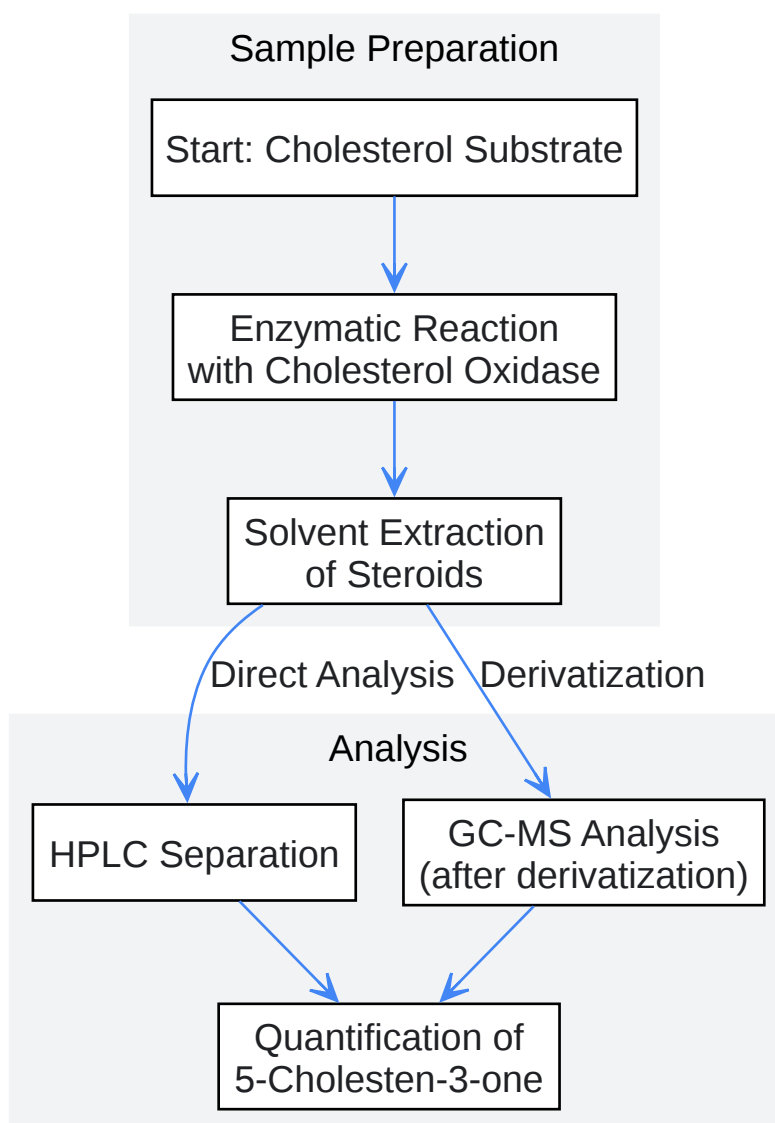 Sample Preparation
Start: Cholesterol Substrate
Enzymatic Reaction
with Cholesterol Oxidase
Solvent Extraction
of Steroids
Direct Analysis
Derivatization
Analysis
HPLC Separation
GC-MS Analysis
(after derivatization)
Quantification of
5-Cholesten-3-one